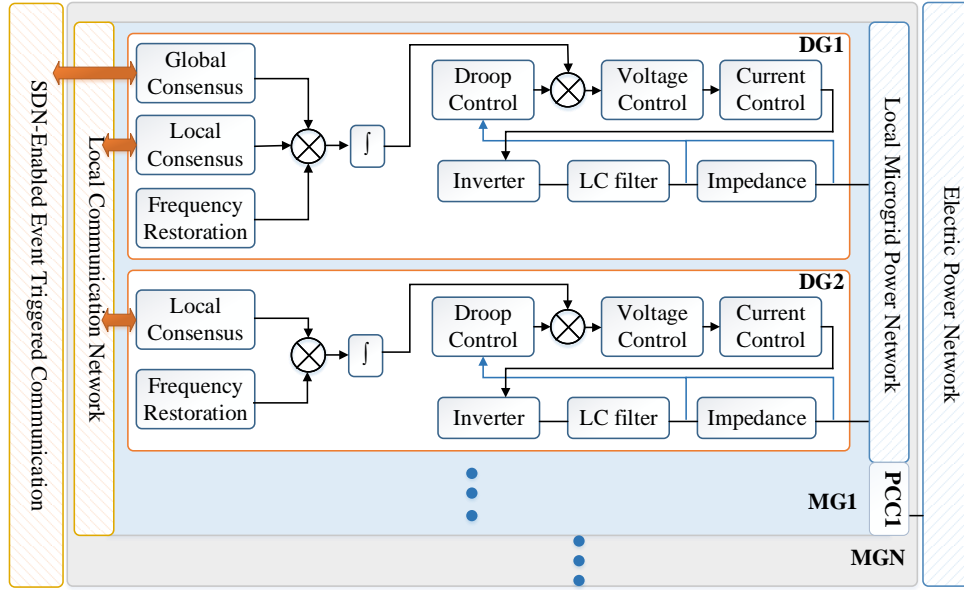 SDN-Enabled Event Triggered Communication
Local Communication Network
DG1
Global
Consensus
Local
Consensus
Frequency
Restoration
∫
Droop
Control
Voltage
Control
Current
Control
Inverter
LC filter
Impedance
DG2
Local
Consensus
Frequency
Restoration
∫
Droop
Control
Voltage
Control
Current
Control
Inverter
LC filter
Impedance
Local Microgrid Power Network
PCC1
MG1
MGN
Electric Power Network